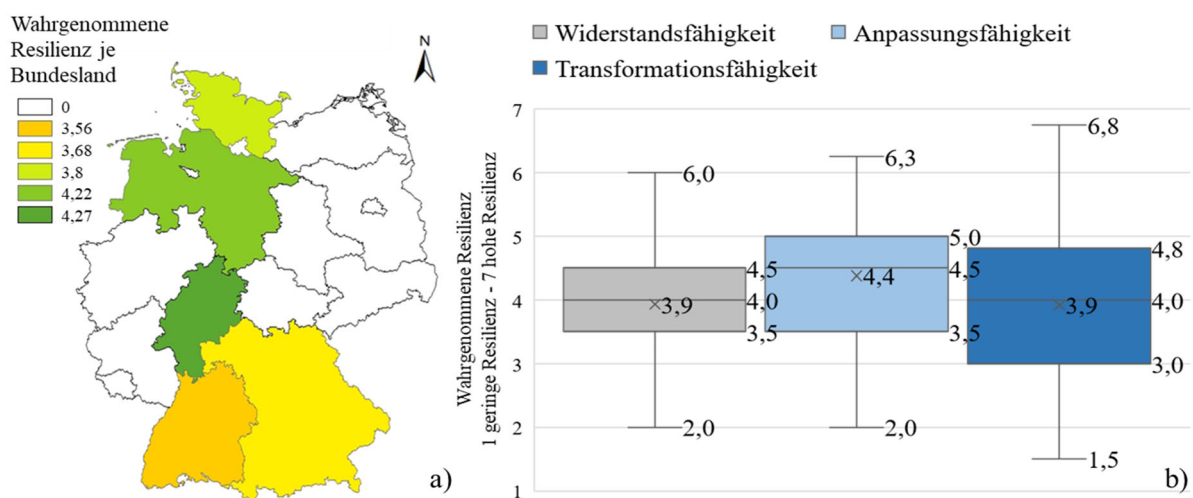 Wahrgenommene
Resilienz je
Bundesland
0
3,56
3,68
3,8
4,22
4,27
N
a)
Widerstandsfähigkeit
Anpassungsfähigkeit
Transformationsfähigkeit
Wahrgenommene Resilienz
1 geringe Resilienz - 7 hohe Resilienz
7
6
5
4
3
2
1
6,0
4,5
4,0
3,9
3,5
2,0
6,3
5,0
4,5
4,4
3,5
2,0
6,8
4,8
4,0
3,9
3,0
1,5
b)